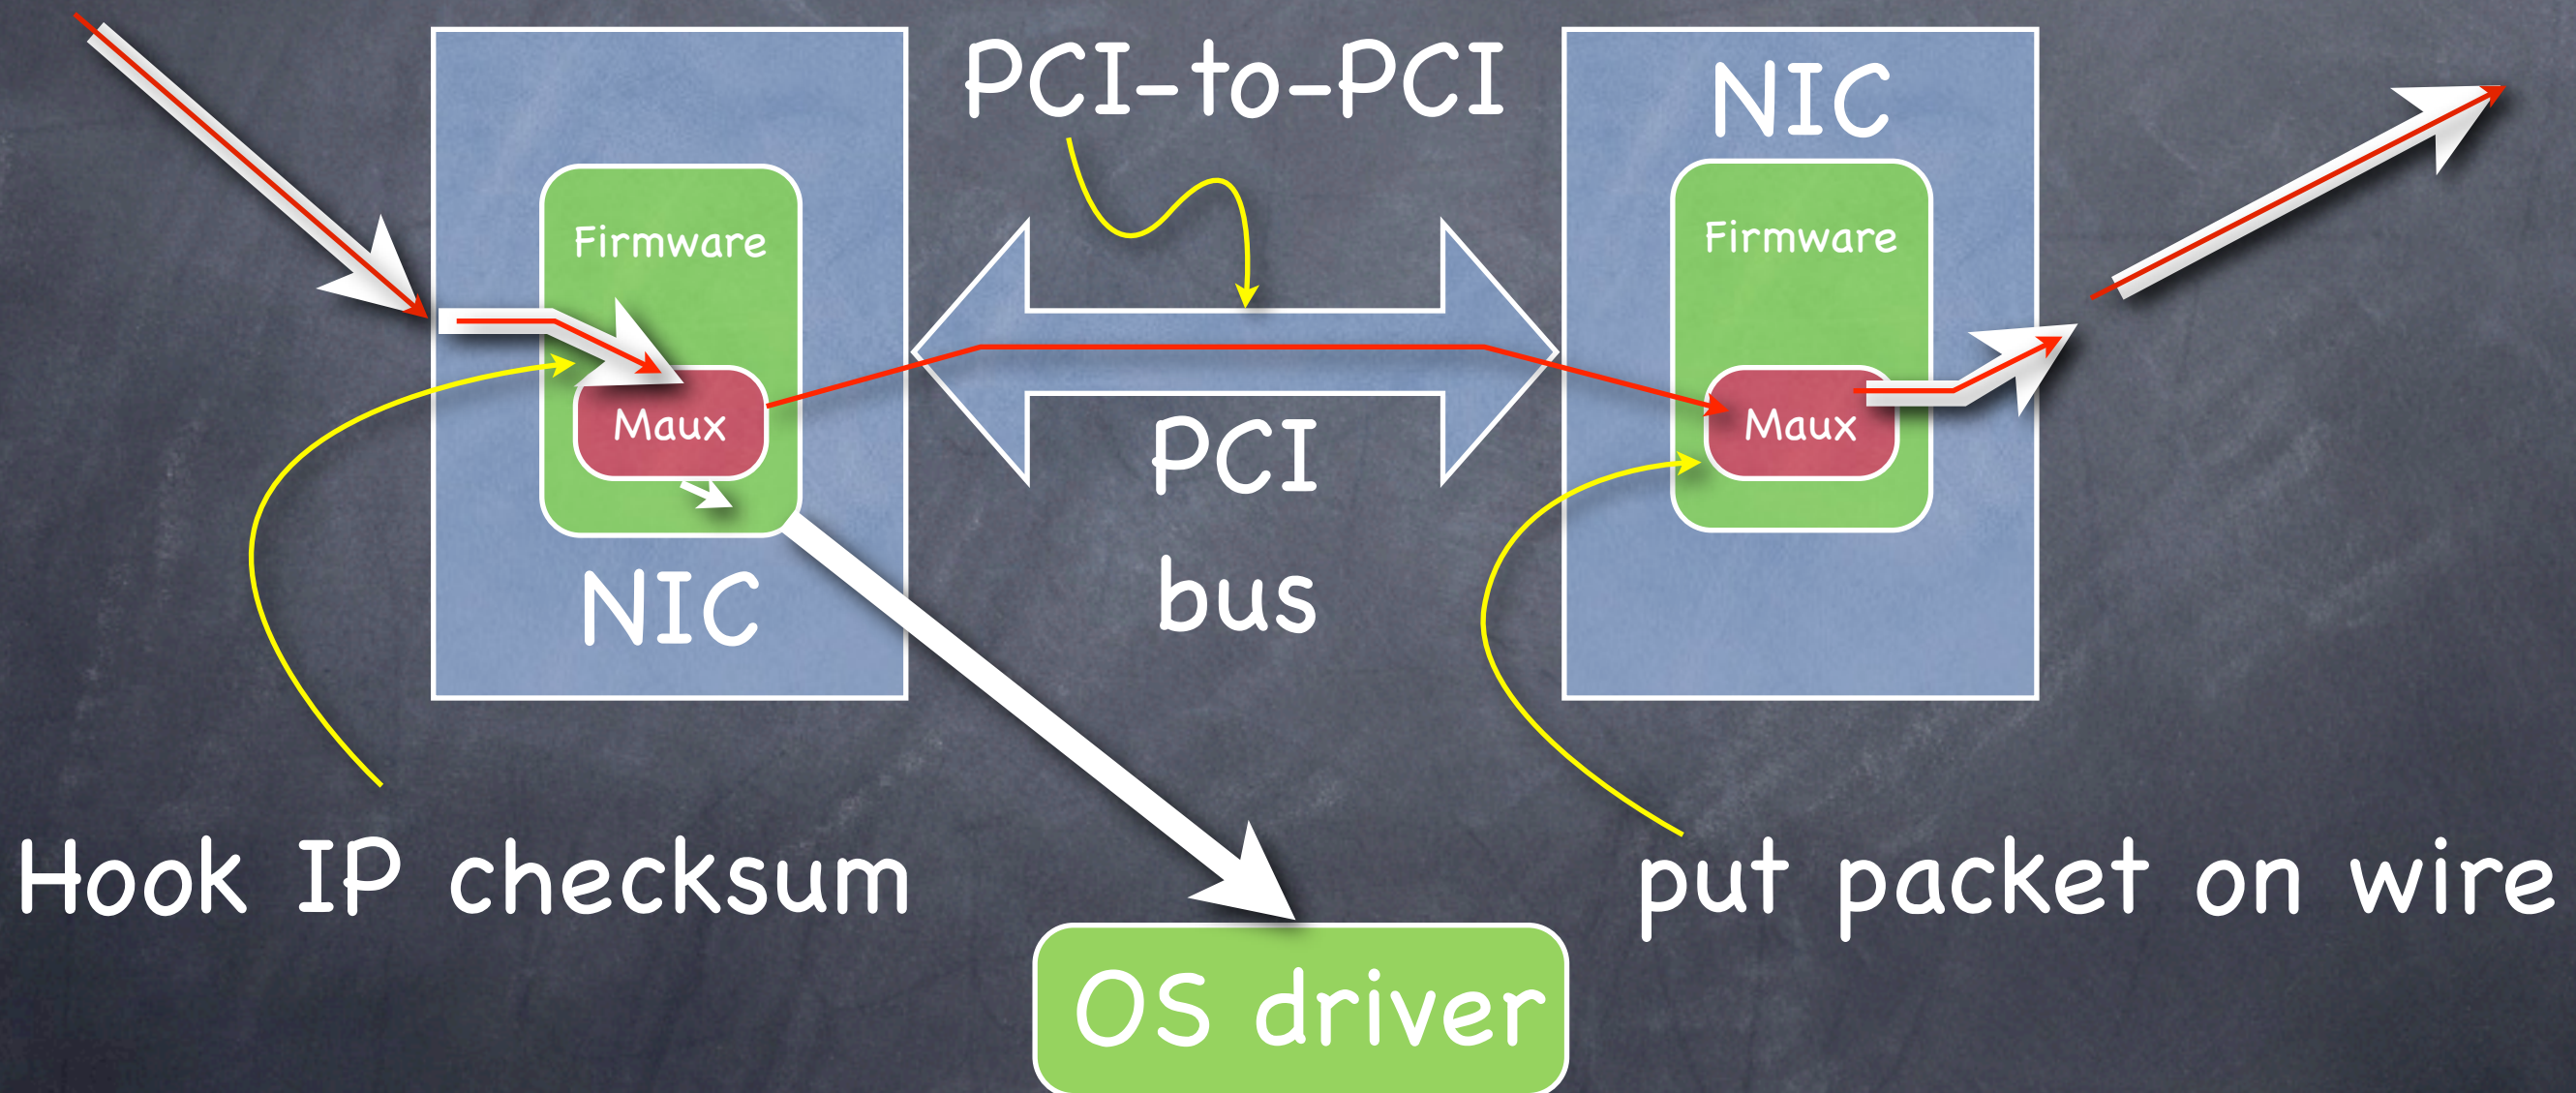 PCI-to-PCI
NIC
Firmware
Firmware
Maux
Maux
PCI
bus
NIC
Hook IP checksum
put packet on wire
OS driver